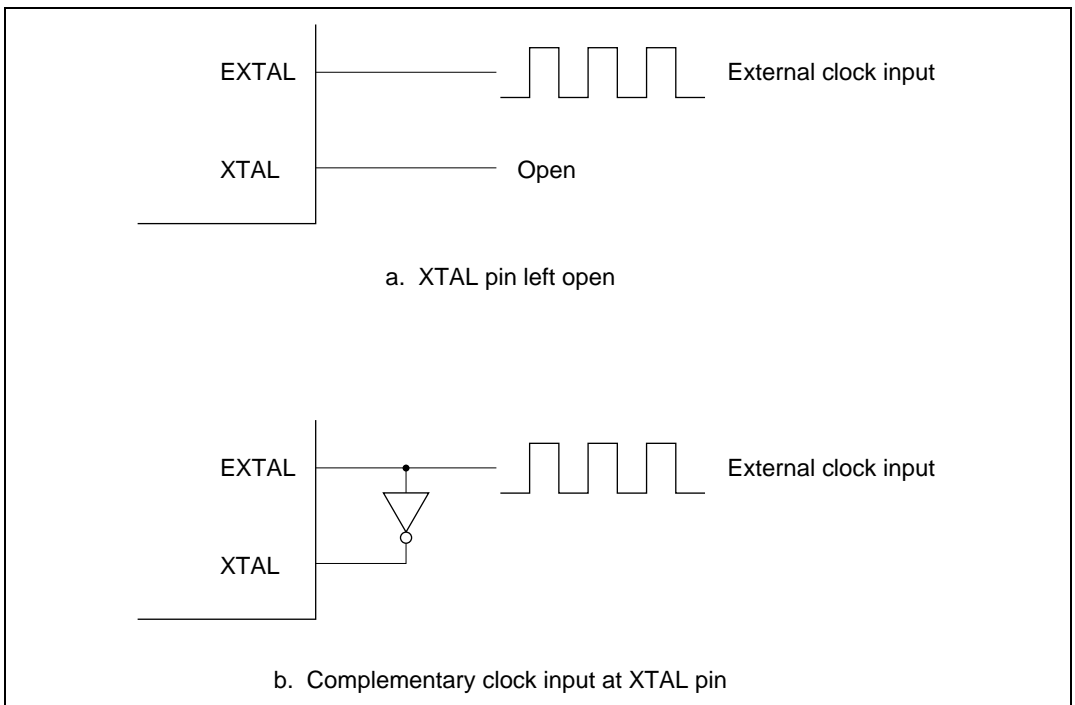 EXTAL External clock input
XTAL Open
a. XTAL pin left open
EXTAL External clock input
XTAL
b. Complementary clock input at XTAL pin